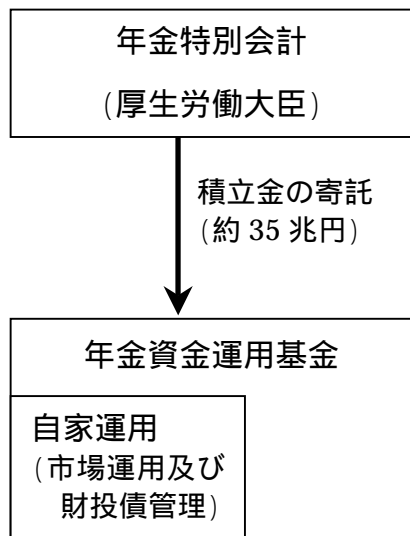 年金特別会計
（厚生労働大臣）
積立金の寄託
（約 35 兆円）
年金資金運用基金
自家運用
（市場運用及び
財投債管理）